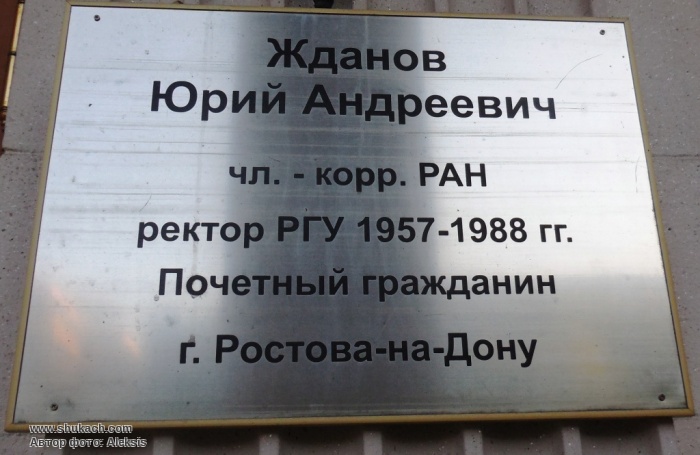 Жданов
Юрий Андреевич
чл. - корр. РАН
ректор РГУ 1957-1988 гг.
Почетный гражданин
г. Ростова-на-Дону
www.shukach.com
Автор фото: Aleksis